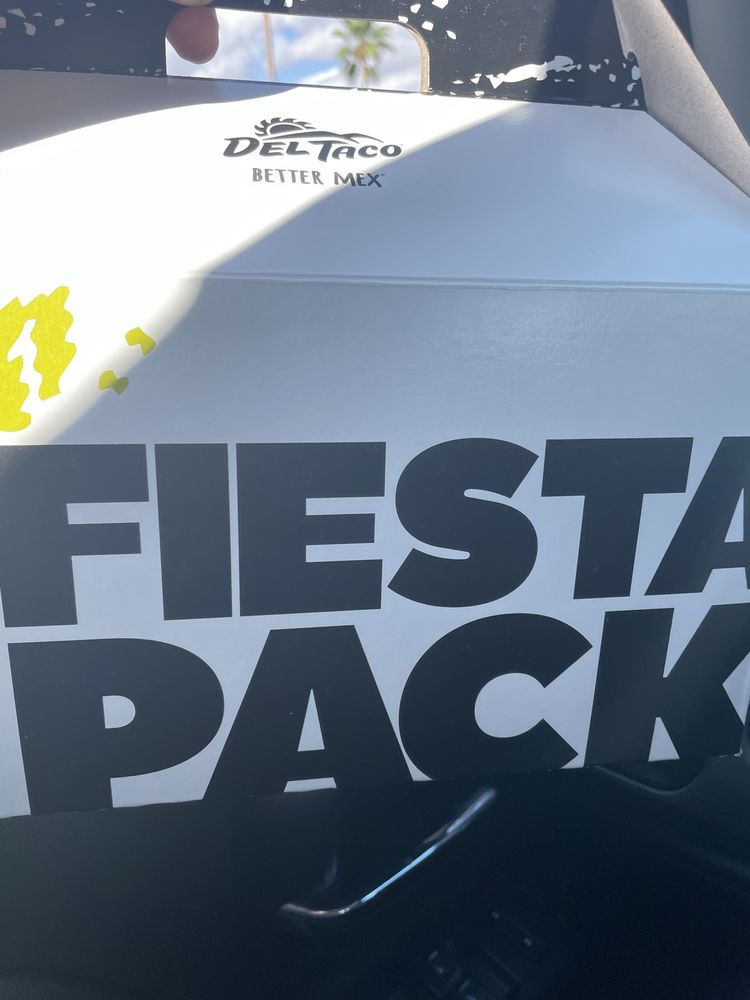 DEL TACO
BETTER MEX™
FIESTA
PACK